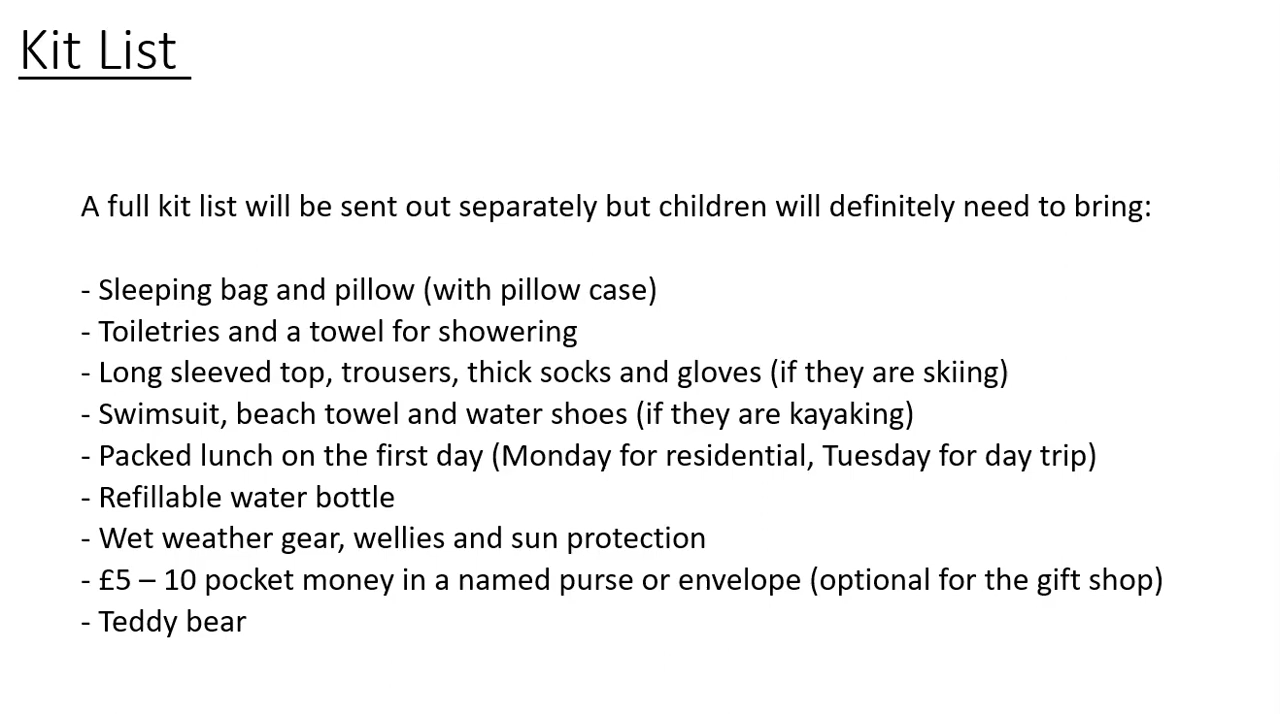 Kit List
A full kit list will be sent out separately but children will definitely need to bring:
- Sleeping bag and pillow (with pillow case)
- Toiletries and a towel for showering
- Long sleeved top, trousers, thick socks and gloves (if they are skiing)
- Swimsuit, beach towel and water shoes (if they are kayaking)
- Packed lunch on the first day (Monday for residential, Tuesday for day trip)
- Refillable water bottle
- Wet weather gear, wellies and sun protection
- £5 – 10 pocket money in a named purse or envelope (optional for the gift shop)
- Teddy bear